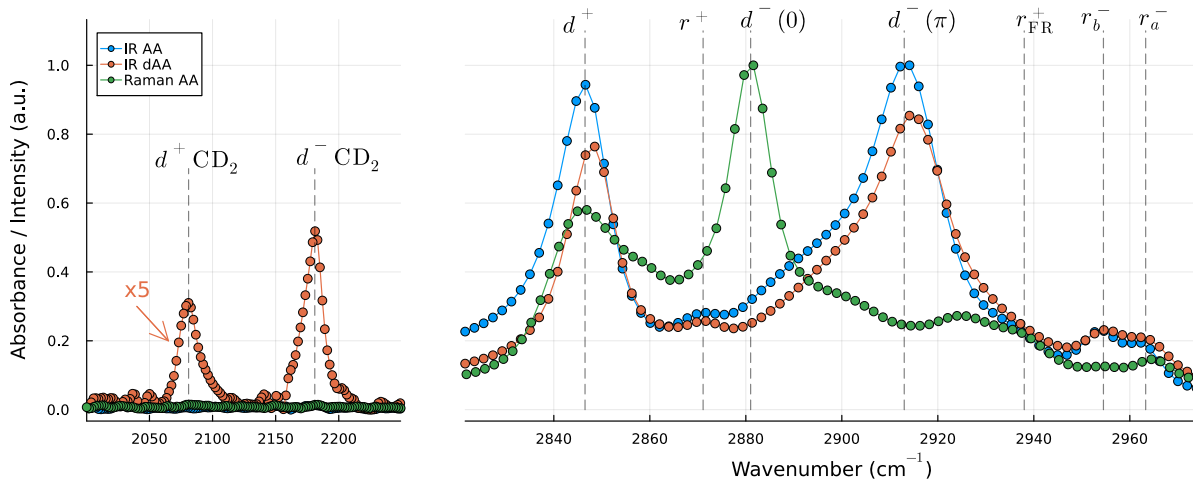 d⁺ r⁺ d⁻(0) d⁻(π) r⁺FR r_b⁻ r_a⁻
IR AA
IR dAA
Raman AA
d⁺ CD₂ d⁻ CD₂
x5
Absorbance / Intensity (a.u.)
1.0
0.8
0.6
0.4
0.2
0.0
2050 2100 2150 2200
2840 2860 2880 2900 2920 2940 2960
Wavenumber (cm⁻¹)